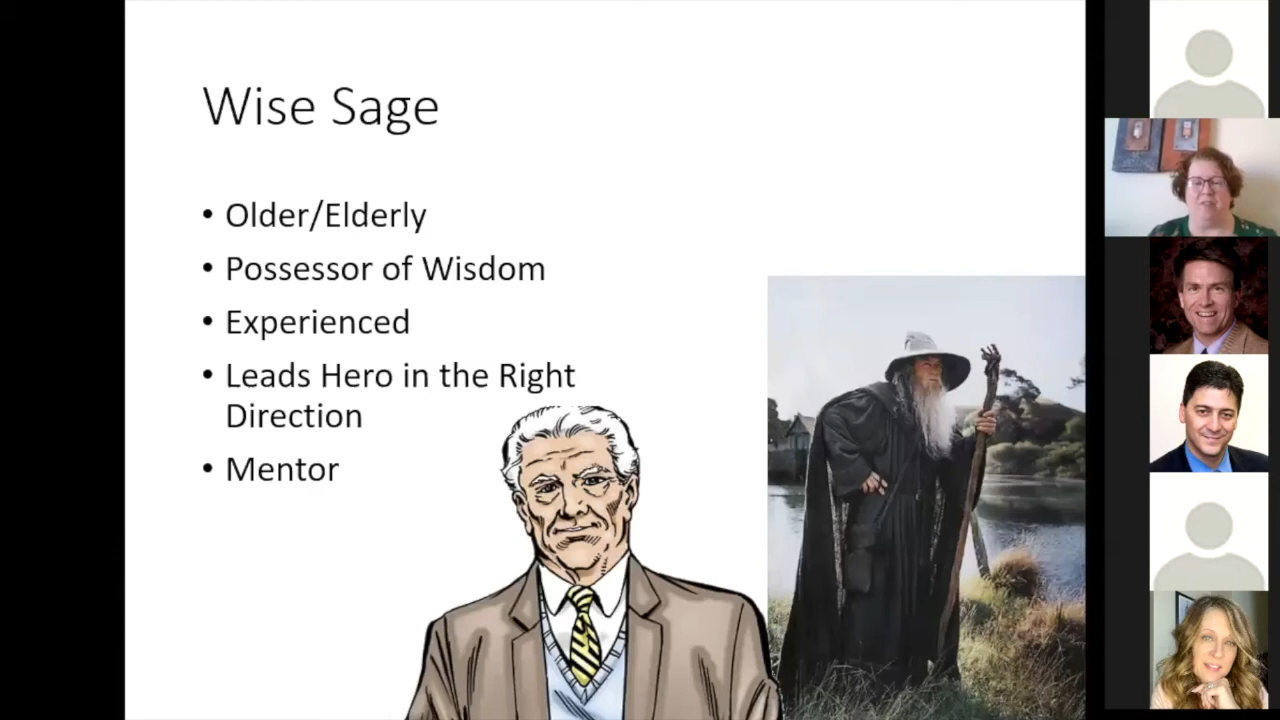 Wise Sage
• Older/Elderly
• Possessor of Wisdom
• Experienced
• Leads Hero in the Right
Direction
• Mentor